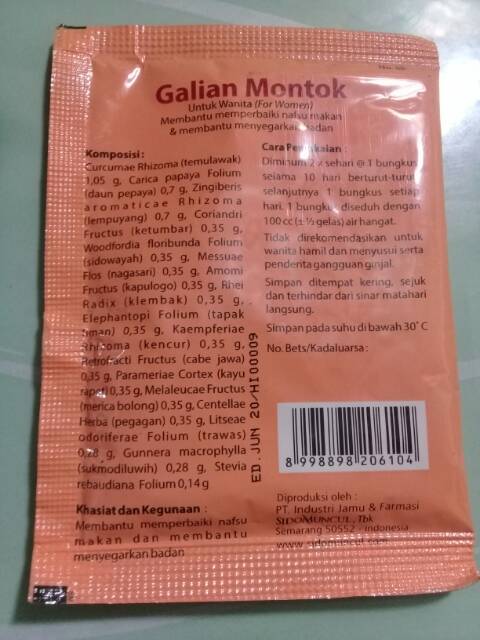 Galian Montok
Untuk Wanita (For Women)
Membantu memperbaiki nafsu makan
& membantu menyegarkan badan
Komposisi :
Curcumae Rhizoma (temulawak)
1,05 g, Carica papaya Folium
(daun pepaya) 0,7 g, Zingiberis
aromaticae Rhizoma
(lempuyang) 0,7 g, Coriandri
Fructus (ketumbar) 0,35 g,
Woodfordia floribunda Folium
(sidowayah) 0,35 g, Messuae
Flos (nagasari) 0,35 g, Amomi
Fructus (kapulogo) 0,35 g, Rhei
Radix (klembak) 0,35 g,
Elephantopi Folium (tapak
liman) 0,35 g, Kaempferiae
Rhizoma (kencur) 0,35 g,
Retrofracti Fructus (cabe jawa)
0,35 g, Parameriae Cortex (kayu
rapet) 0,35 g, Melaleucae Fructus
(merica bolong) 0,35 g, Centellae
Herba (pegagan) 0,35 g, Litseae
odoriferae Folium (trawas)
0,28 g, Gunnera macrophylla
(sukmodiluwih) 0,28 g, Stevia
rebaudiana Folium 0,14 g
Khasiat dan Kegunaan :
Membantu memperbaiki nafsu
makan dan membantu
menyegarkan badan
ED.JUN 20/HI00009
Cara Pemakaian :
Diminum 2 x sehari @ 1 bungkus
selama 10 hari berturut-turut,
selanjutnya 1 bungkus setiap
hari. 1 bungkus diseduh dengan
100 cc (± ½ gelas) air hangat.
Tidak direkomendasikan untuk
wanita hamil dan menyusui serta
penderita gangguan ginjal.
Simpan ditempat kering, sejuk
dan terhindar dari sinar matahari
langsung.
Simpan pada suhu di bawah 30°C
No. Bets/Kadaluarsa :
8 998898 206104
Diproduksi oleh :
PT. Industri Jamu & Farmasi
SIDOMUNCUL, Tbk
Semarang 50552 - Indonesia
www.sidomuncul.com